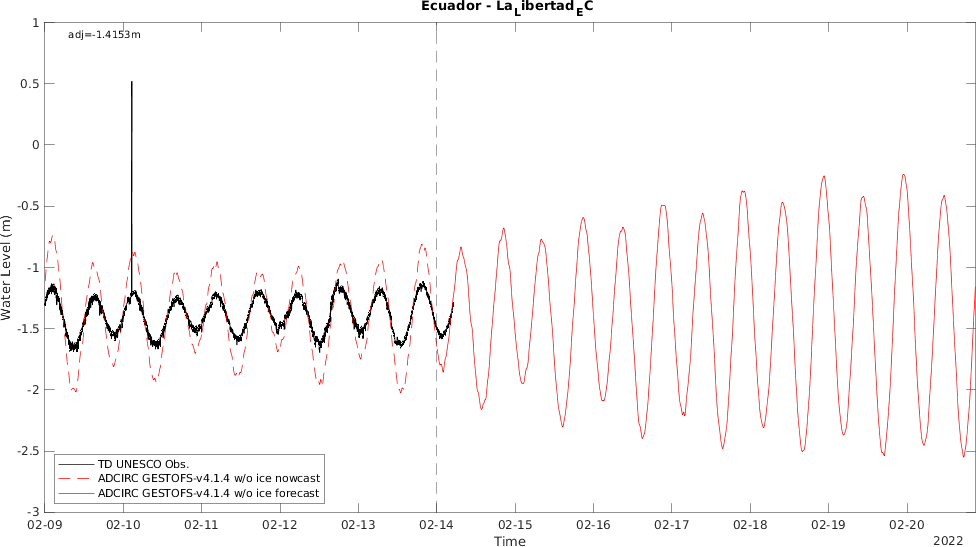 Ecuador - LaLibertadEC
adj=-1.4153m
1
0.5
0
-0.5
-1
-1.5
-2
-2.5
-3
Water Level (m)
TD UNESCO Obs.
ADCIRC GESTOFS-v4.1.4 w/o ice nowcast
ADCIRC GESTOFS-v4.1.4 w/o ice forecast
02-09 02-10 02-11 02-12 02-13 02-14 02-15 02-16 02-17 02-18 02-19 02-20
Time
2022